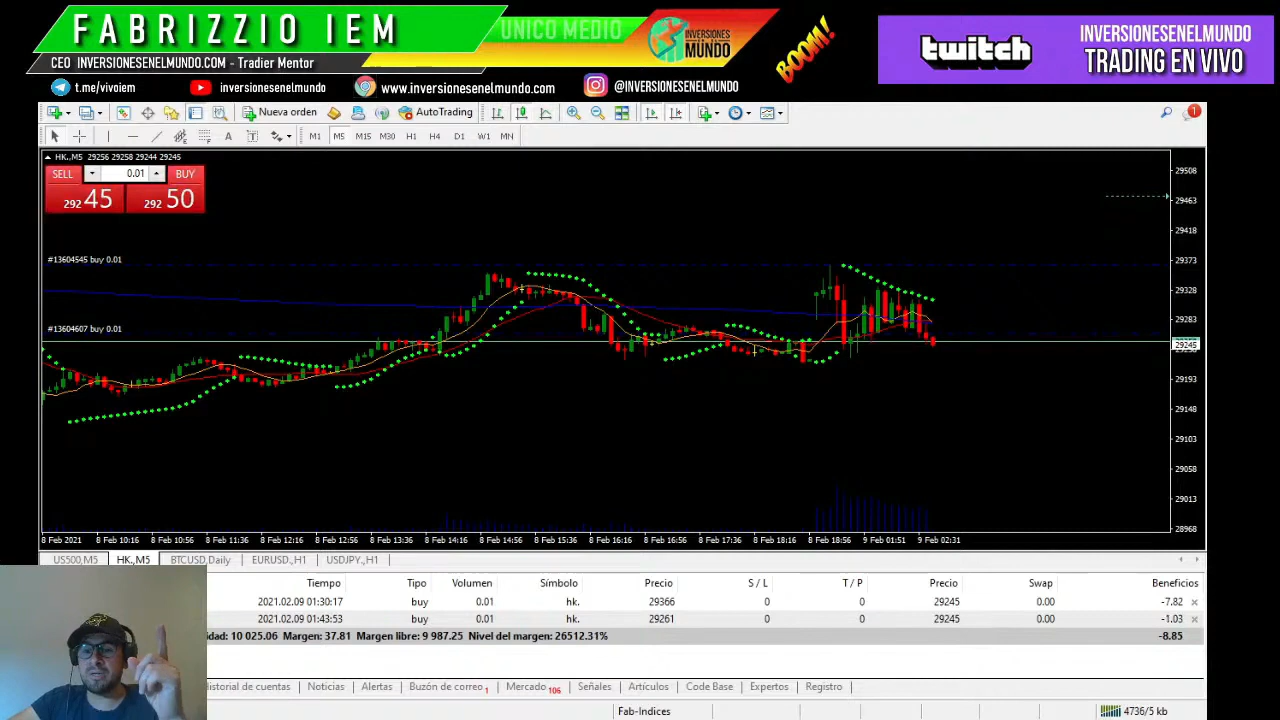 FABRIZZIO IEM
UNICO MEDIO
INVERSIONES
EN EL
MUNDO
BOOM!
twitch
INVERSIONESENELMUNDO
TRADING EN VIVO
CEO INVERSIONESENELMUNDO.COM - Tradier Mentor
t.me/vivoiem
inversionesenelmundo
www.inversionesenelmundo.com
@INVERSIONESENELMUNDO
Nueva orden
AutoTrading
1
A
T
M1 M5 M15 M30 H1 H4 D1 W1 MN
HK.,M5 29256 29258 29244 29245
SELL 0.01 BUY
292 45 292 50
#13604545 buy 0.01
#13604607 buy 0.01
29508
29463
29418
29373
29328
29283
29245
29193
29148
29103
29058
29013
28968
8 Feb 2021 8 Feb 10:16 8 Feb 10:56 8 Feb 11:36 8 Feb 12:16 8 Feb 12:56 8 Feb 13:36 8 Feb 14:16 8 Feb 14:56 8 Feb 15:36 8 Feb 16:16 8 Feb 16:56 8 Feb 17:36 8 Feb 18:16 8 Feb 18:56 9 Feb 01:51 9 Feb 02:31
US500,M5 HK.,M5 BTCUSD,Daily EURUSD.,H1 USDJPY.,H1
Tiempo Tipo Volumen Símbolo Precio S / L T / P Precio Swap Beneficios
2021.02.09 01:30:17 buy 0.01 hk. 29366 0 0 29245 0.00 -7.82
2021.02.09 01:43:53 buy 0.01 hk. 29261 0 0 29245 0.00 -1.03
idad: 10 025.06 Margen: 37.81 Margen libre: 9 987.25 Nivel del margen: 26512.31% -8.85
istorial de cuentas Noticias Alertas Buzón de correo 1 Mercado 106 Señales Artículos Code Base Expertos Registro
Fab-Indices
4736/5 kb